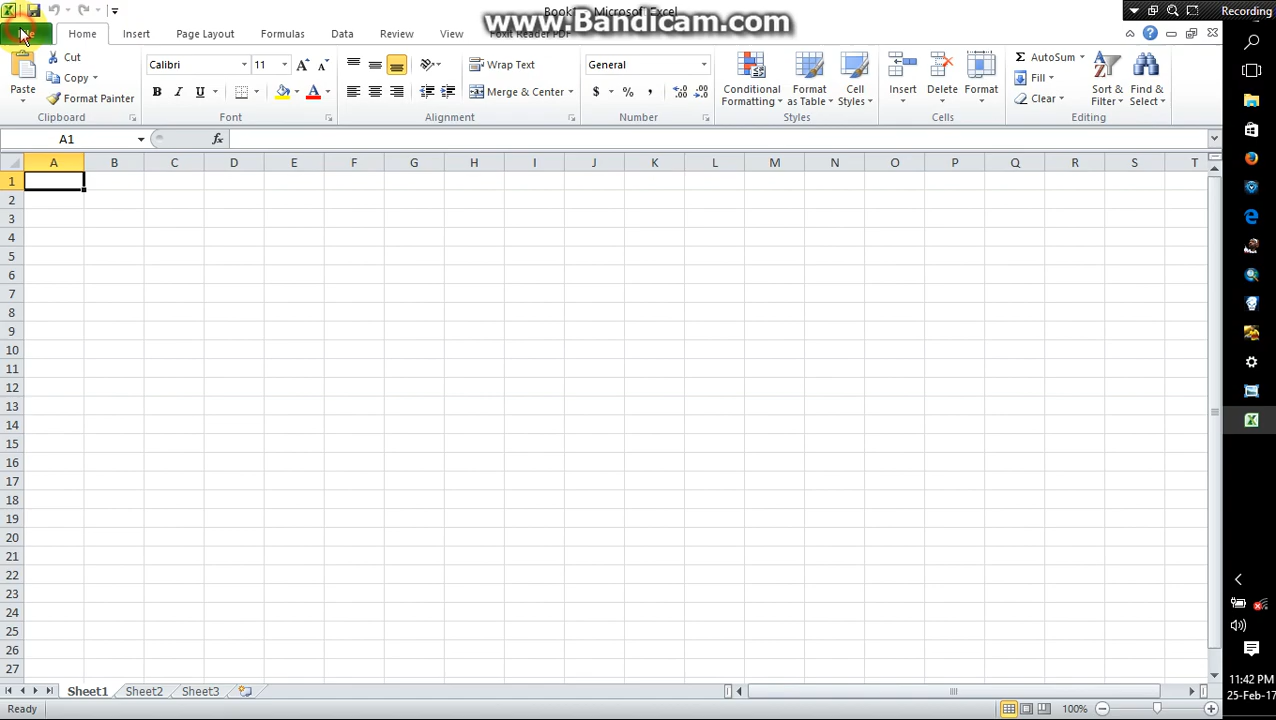 Book
Microsoft Excel
www.Bandicam.com
Recording
Home
Insert
Page Layout
Formulas
Data
Review
View
Foxit Reader PDF
Paste
Cut
Copy
Format Painter
Clipboard
Calibri
11
B I U
A
Font
Wrap Text
Merge & Center
Alignment
General
$ % ,
Number
Conditional Formatting
Format as Table
Cell Styles
Styles
Insert
Delete
Format
Cells
Σ AutoSum
Fill
Clear
Sort & Filter
Find & Select
Editing
A1
fx
A B C D E F G H I J K L M N O P Q R S T
1
2
3
4
5
6
7
8
9
10
11
12
13
14
15
16
17
18
19
20
21
22
23
24
25
26
27
Sheet1
Sheet2
Sheet3
Ready
100%
11:42 PM
25-Feb-17